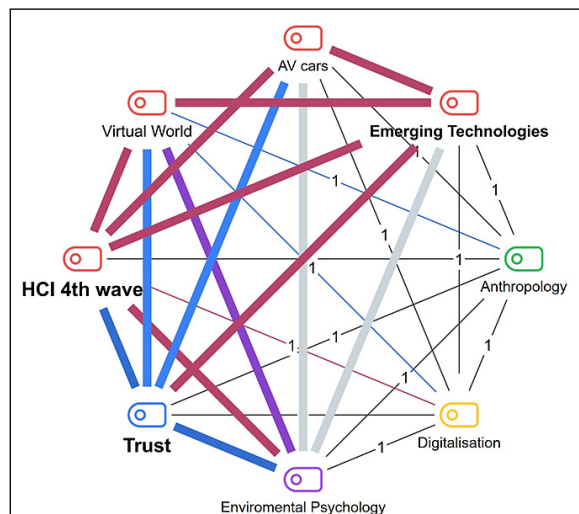 AV cars
Virtual World
Emerging Technologies
1
1
1
HCI 4th wave
1
1
Anthropology
1
1
1
1
1
Trust
Digitalisation
1
Enviromental Psychology